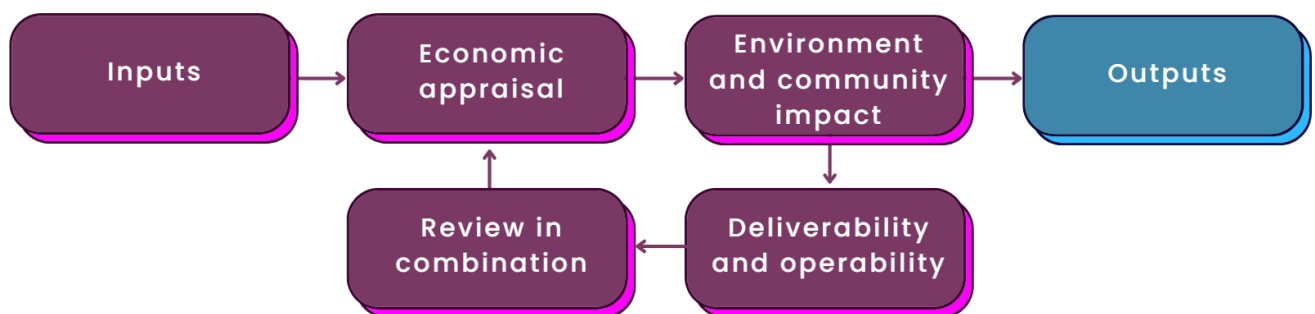 Inputs
Economic
appraisal
Environment
and community
impact
Outputs
Review in
combination
Deliverability
and operability